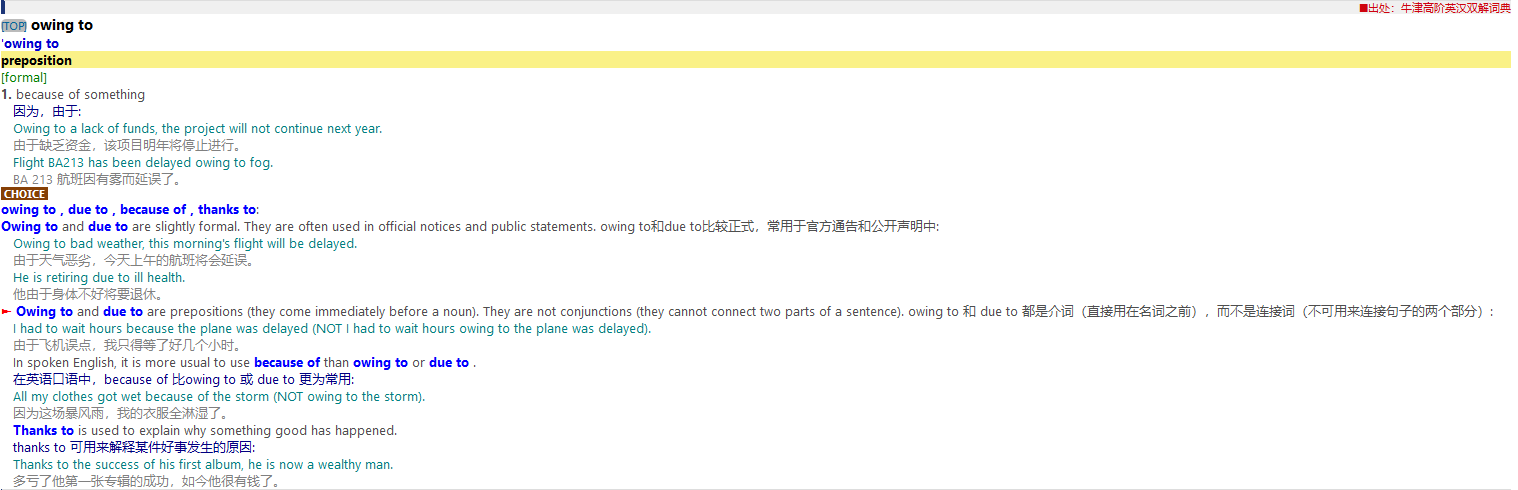 ■出处：牛津高阶英汉双解词典
[TOP] owing to
'owing to
preposition
[formal]
1. because of something
因为，由于:
Owing to a lack of funds, the project will not continue next year.
由于缺乏资金，该项目明年将停止进行。
Flight BA213 has been delayed owing to fog.
BA 213 航班因有雾而延误了。
CHOICE
owing to , due to , because of , thanks to:
Owing to and due to are slightly formal. They are often used in official notices and public statements. owing to和due to比较正式，常用于官方通告和公开声明中:
Owing to bad weather, this morning's flight will be delayed.
由于天气恶劣，今天上午的航班将会延误。
He is retiring due to ill health.
他由于身体不好将要退休。
► Owing to and due to are prepositions (they come immediately before a noun). They are not conjunctions (they cannot connect two parts of a sentence). owing to 和 due to 都是介词（直接用在名词之前），而不是连接词（不可用来连接句子的两个部分）:
I had to wait hours because the plane was delayed (NOT I had to wait hours owing to the plane was delayed).
由于飞机误点，我只得等了好几个小时。
In spoken English, it is more usual to use because of than owing to or due to .
在英语口语中，because of 比owing to 或 due to 更为常用:
All my clothes got wet because of the storm (NOT owing to the storm).
因为这场暴风雨，我的衣服全淋湿了。
Thanks to is used to explain why something good has happened.
thanks to 可用来解释某件好事发生的原因:
Thanks to the success of his first album, he is now a wealthy man.
多亏了他第一张专辑的成功，如今他很有钱了。